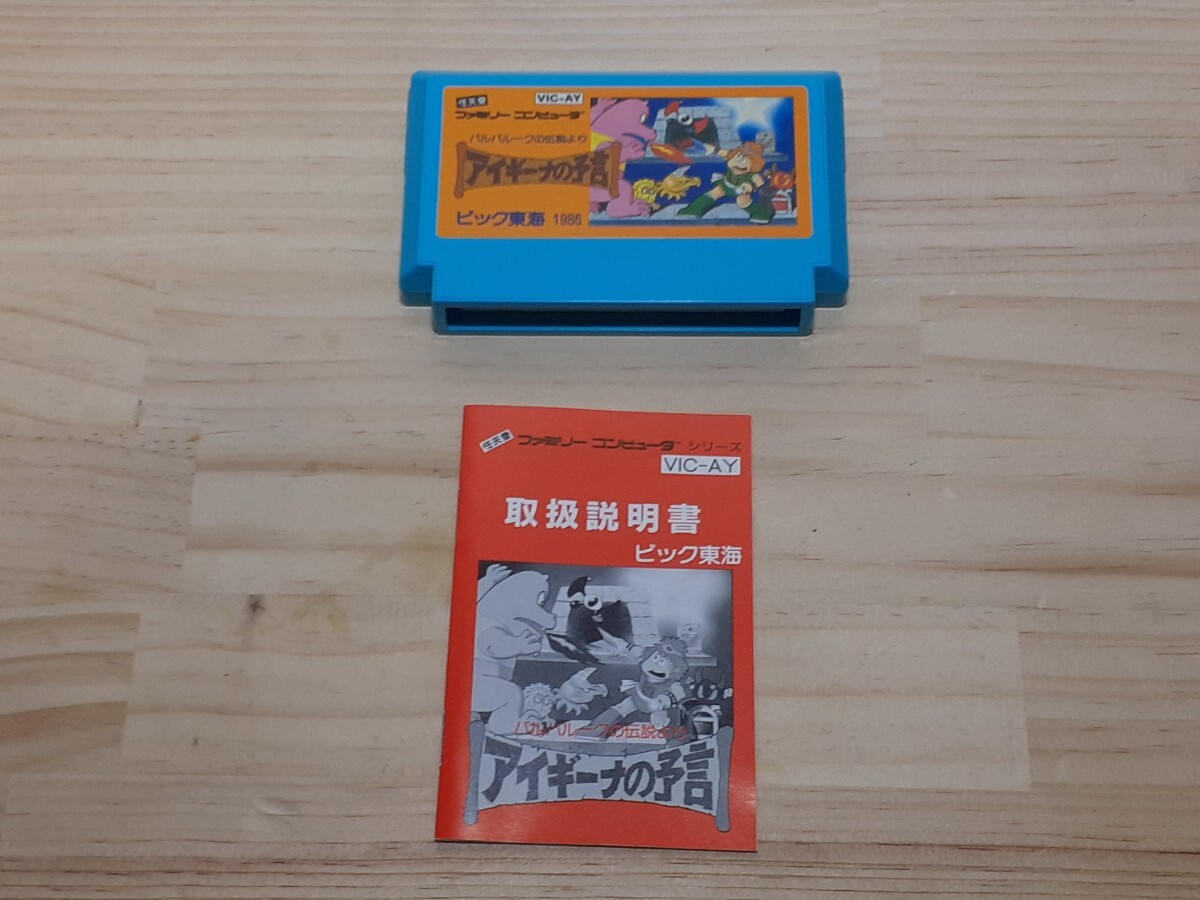 任天堂
ファミリー コンピュータ™
VIC-AY
バルバルークの伝説より
アイギーナの予言
ビック東海 1986
任天堂 ファミリー コンピュータ™ シリーズ
VIC-AY
取扱説明書
ビック東海
バルバルークの伝説より
アイギーナの予言